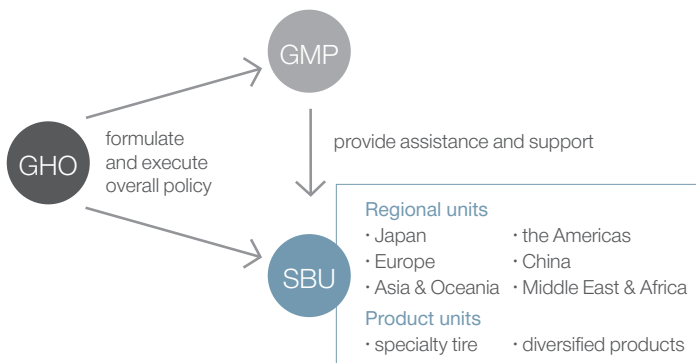 GMP
GHO
formulate
and execute
overall policy
provide assistance and support
SBU
Regional units
· Japan · the Americas
· Europe · China
· Asia & Oceania · Middle East & Africa
Product units
· specialty tire · diversified products